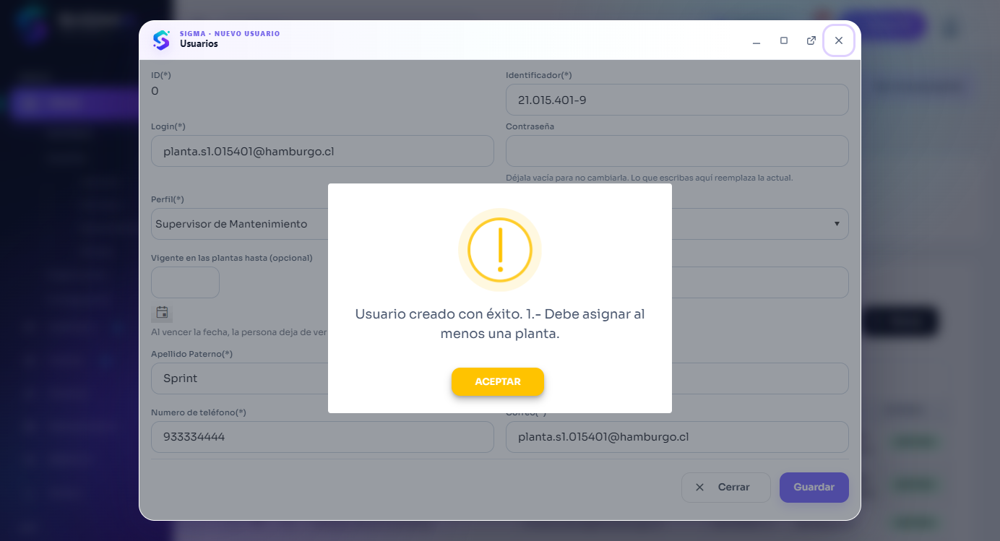 SIGMA · NUEVO USUARIO
Usuarios
ID(*)
0
Identificador(*)
21.015.401-9
Login(*)
planta.s1.015401@hamburgo.cl
Contraseña
Déjala vacía para no cambiarla. Lo que escribas aquí reemplaza la actual.
Perfil(*)
Supervisor de Mantenimiento
Vigente en las plantas hasta (opcional)
Al vencer la fecha, la persona deja de ver
Usuario creado con éxito. 1.- Debe asignar al
menos una planta.
ACEPTAR
Apellido Paterno(*)
Sprint
Numero de teléfono(*)
933334444
Correo(*)
planta.s1.015401@hamburgo.cl
Cerrar
Guardar